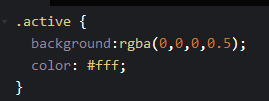 .active {
background:rgba(0,0,0,0.5);
color: #fff;
}